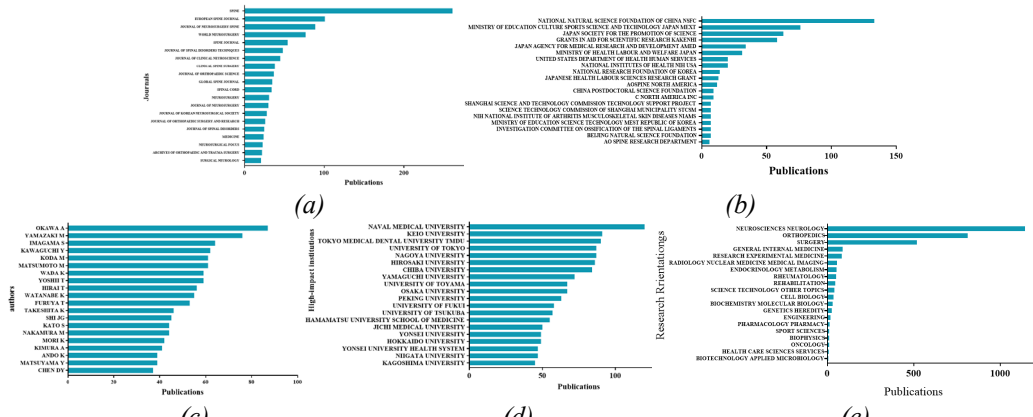 Journals
SPINE
EUROPEAN SPINE JOURNAL
JOURNAL OF NEUROSURGERY SPINE
WORLD NEUROSURGERY
SPINE JOURNAL
JOURNAL OF SPINAL DISORDERS TECHNIQUES
JOURNAL OF CLINICAL NEUROSCIENCE
CLINICAL SPINE SURGERY
JOURNAL OF ORTHOPAEDIC SCIENCE
GLOBAL SPINE JOURNAL
SPINAL CORD
NEUROSURGERY
JOURNAL OF NEUROSURGERY
JOURNAL OF KOREAN NEUROSURGICAL SOCIETY
JOURNAL OF ORTHOPAEDIC SURGERY AND RESEARCH
JOURNAL OF SPINAL DISORDERS
MEDICINE
NEUROSURGICAL FOCUS
ARCHIVES OF ORTHOPAEDIC AND TRAUMA SURGERY
SURGICAL NEUROLOGY
0 100 200
Publications
(a)
NATIONAL NATURAL SCIENCE FOUNDATION OF CHINA NSFC
MINISTRY OF EDUCATION CULTURE SPORTS SCIENCE AND TECHNOLOGY JAPAN MEXT
JAPAN SOCIETY FOR THE PROMOTION OF SCIENCE
GRANTS IN AID FOR SCIENTIFIC RESEARCH KAKENHI
JAPAN AGENCY FOR MEDICAL RESEARCH AND DEVELOPMENT AMED
MINISTRY OF HEALTH LABOUR AND WELFARE JAPAN
UNITED STATES DEPARTMENT OF HEALTH HUMAN SERVICES
NATIONAL INSTITUTES OF HEALTH NIH USA
NATIONAL RESEARCH FOUNDATION OF KOREA
JAPANESE HEALTH LABOUR SCIENCES RESEARCH GRANT
AOSPINE NORTH AMERICA
CHINA POSTDOCTORAL SCIENCE FOUNDATION
C NORTH AMERICA INC
SHANGHAI SCIENCE AND TECHNOLOGY COMMISSION TECHNOLOGY SUPPORT PROJECT
SCIENCE TECHNOLOGY COMMISSION OF SHANGHAI MUNICIPALITY STCSM
NIH NATIONAL INSTITUTE OF ARTHRITIS MUSCULOSKELETAL SKIN DISEASES NIAMS
MINISTRY OF EDUCATION SCIENCE TECHNOLOGY MEST REPUBLIC OF KOREA
INVESTIGATION COMMITTEE ON OSSIFICATION OF THE SPINAL LIGAMENTS
BEIJING NATURAL SCIENCE FOUNDATION
AO SPINE RESEARCH DEPARTMENT
0 50 100 150
Publications
(b)
authors
OKAWA A
YAMAZAKI M
IMAGAMA S
KAWAGUCHI Y
KODA M
MATSUMOTO M
WADA K
YOSHII T
HIRAI T
WATANABE K
FURUYA T
TAKESHITA K
SHI JG
KATO S
NAKAMURA M
MORI K
KIMURA A
ANDO K
MATSUYAMA Y
CHEN DY
0 20 40 60 80 100
Publications
(c)
High-impact institutions
NAVAL MEDICAL UNIVERSITY
KEIO UNIVERSITY
TOKYO MEDICAL DENTAL UNIVERSITY TMDU
UNIVERSITY OF TOKYO
NAGOYA UNIVERSITY
HIROSAKI UNIVERSITY
CHIBA UNIVERSITY
YAMAGUCHI UNIVERSITY
UNIVERSITY OF TOYAMA
OSAKA UNIVERSITY
PEKING UNIVERSITY
UNIVERSITY OF FUKUI
UNIVERSITY OF TSUKUBA
HAMAMATSU UNIVERSITY SCHOOL OF MEDICINE
JICHI MEDICAL UNIVERSITY
YONSEI UNIVERSITY
HOKKAIDO UNIVERSITY
YONSEI UNIVERSITY HEALTH SYSTEM
NIIGATA UNIVERSITY
KAGOSHIMA UNIVERSITY
0 50 100
Publications
(d)
Research Rrientationgs
NEUROSCIENCES NEUROLOGY
ORTHOPEDICS
SURGERY
GENERAL INTERNAL MEDICINE
RESEARCH EXPERIMENTAL MEDICINE
RADIOLOGY NUCLEAR MEDICINE MEDICAL IMAGING
ENDOCRINOLOGY METABOLISM
RHEUMATOLOGY
REHABILITATION
SCIENCE TECHNOLOGY OTHER TOPICS
CELL BIOLOGY
BIOCHEMISTRY MOLECULAR BIOLOGY
GENETICS HEREDITY
ENGINEERING
PHARMACOLOGY PHARMACY
SPORT SCIENCES
BIOPHYSICS
ONCOLOGY
HEALTH CARE SCIENCES SERVICES
BIOTECHNOLOGY APPLIED MICROBIOLOGY
0 500 1000
Publications
(e)